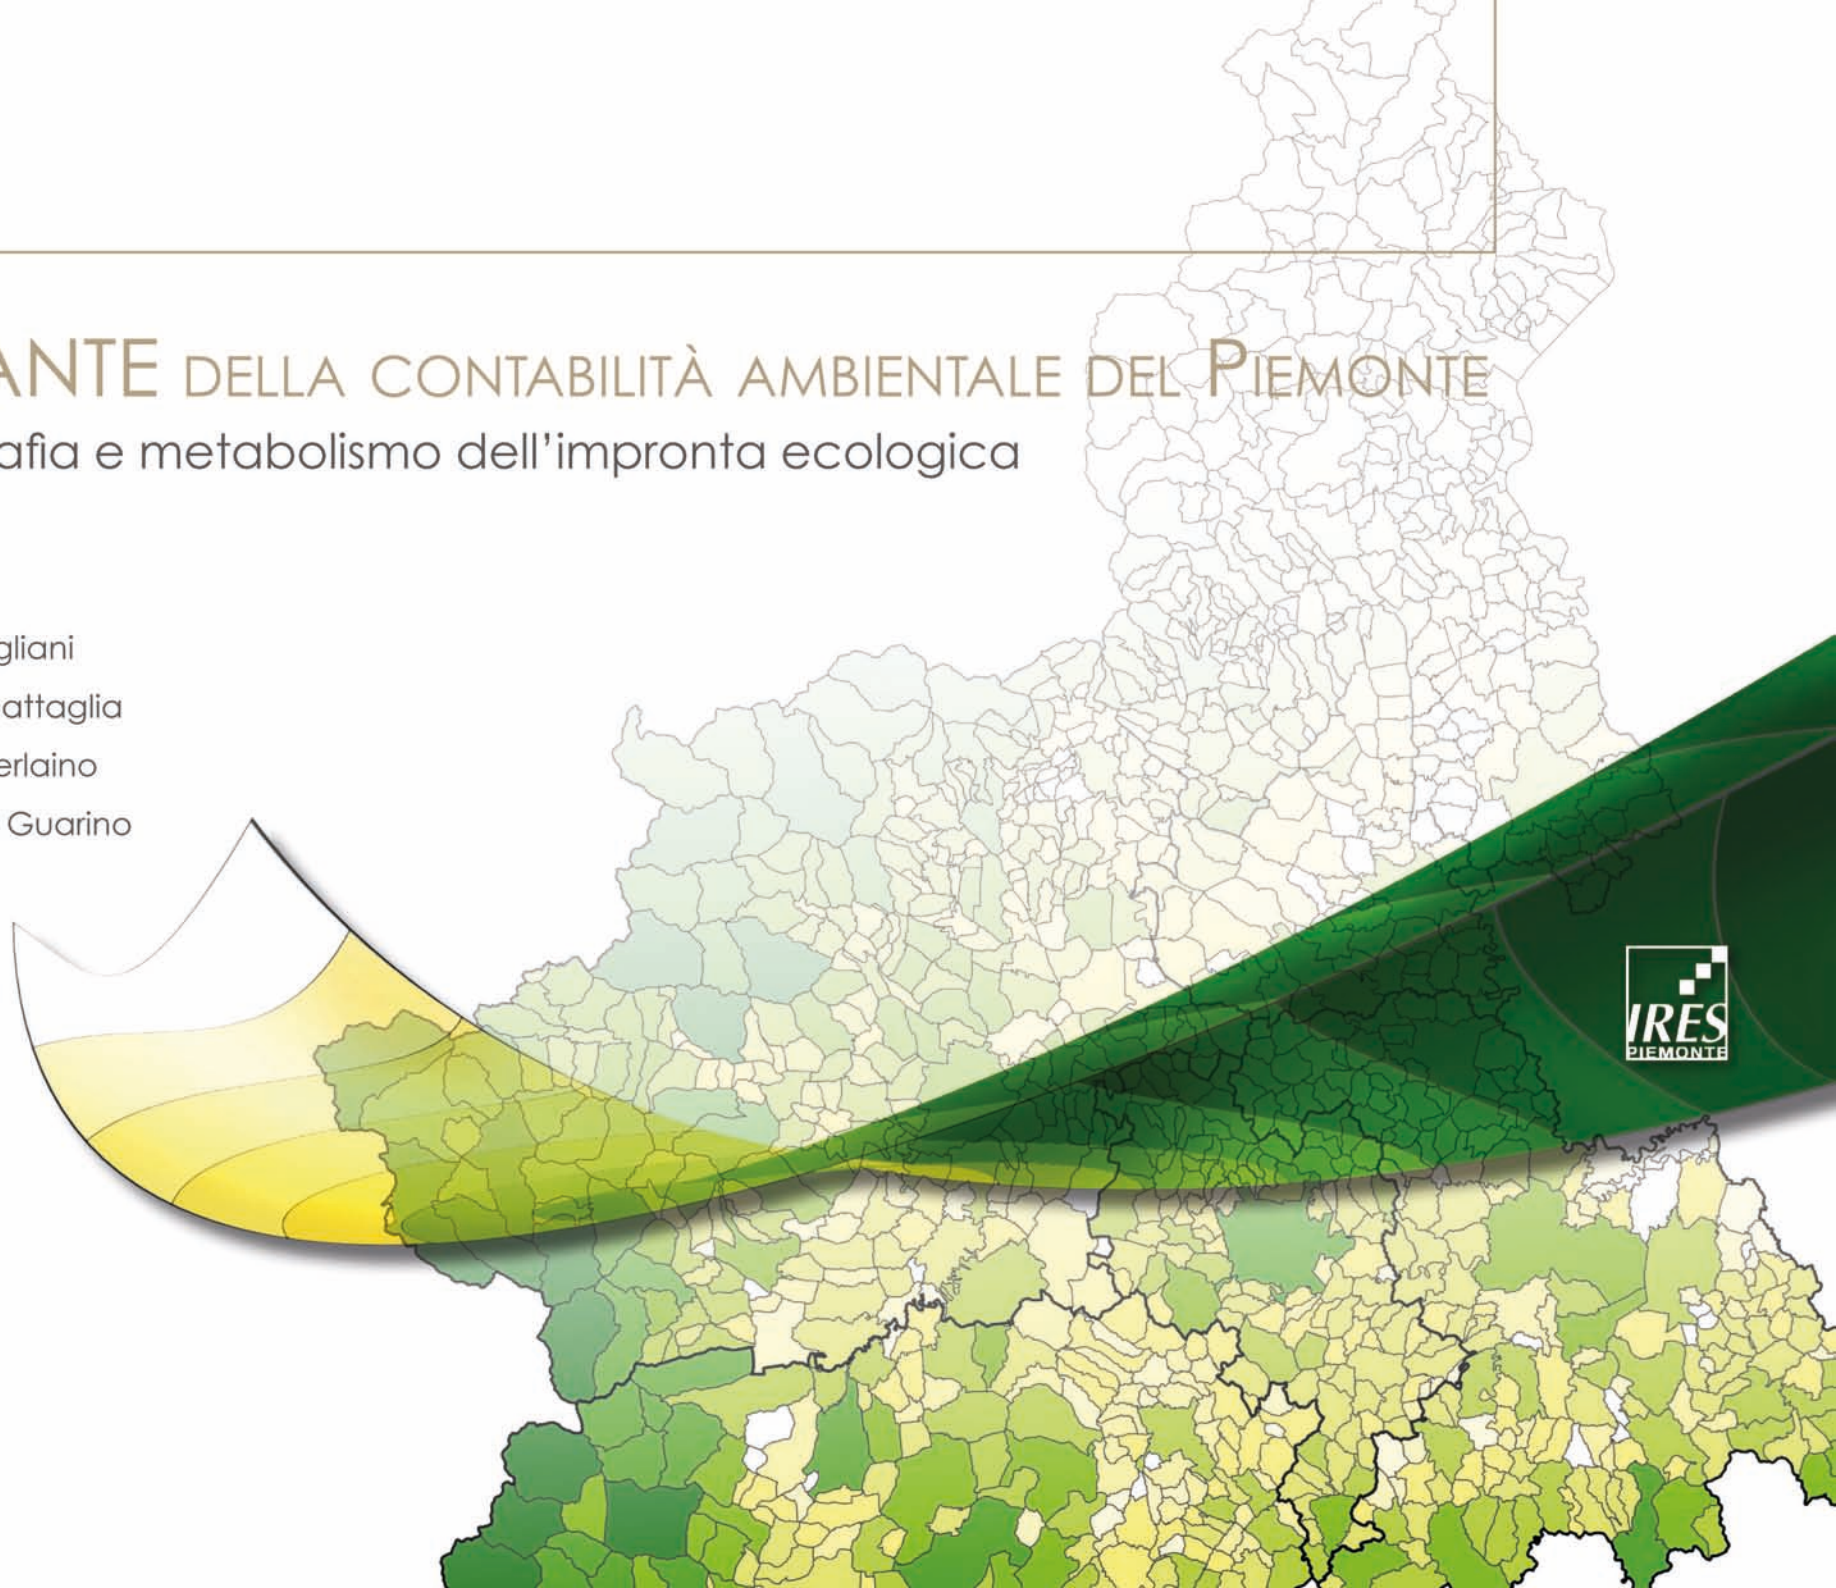 ANTE DELLA CONTABILITÀ AMBIENTALE DEL PIEMONTE
afia e metabolismo dell'impronta ecologica
gliani
attaglia
erlaino
Guarino
IRES
PIEMONTE